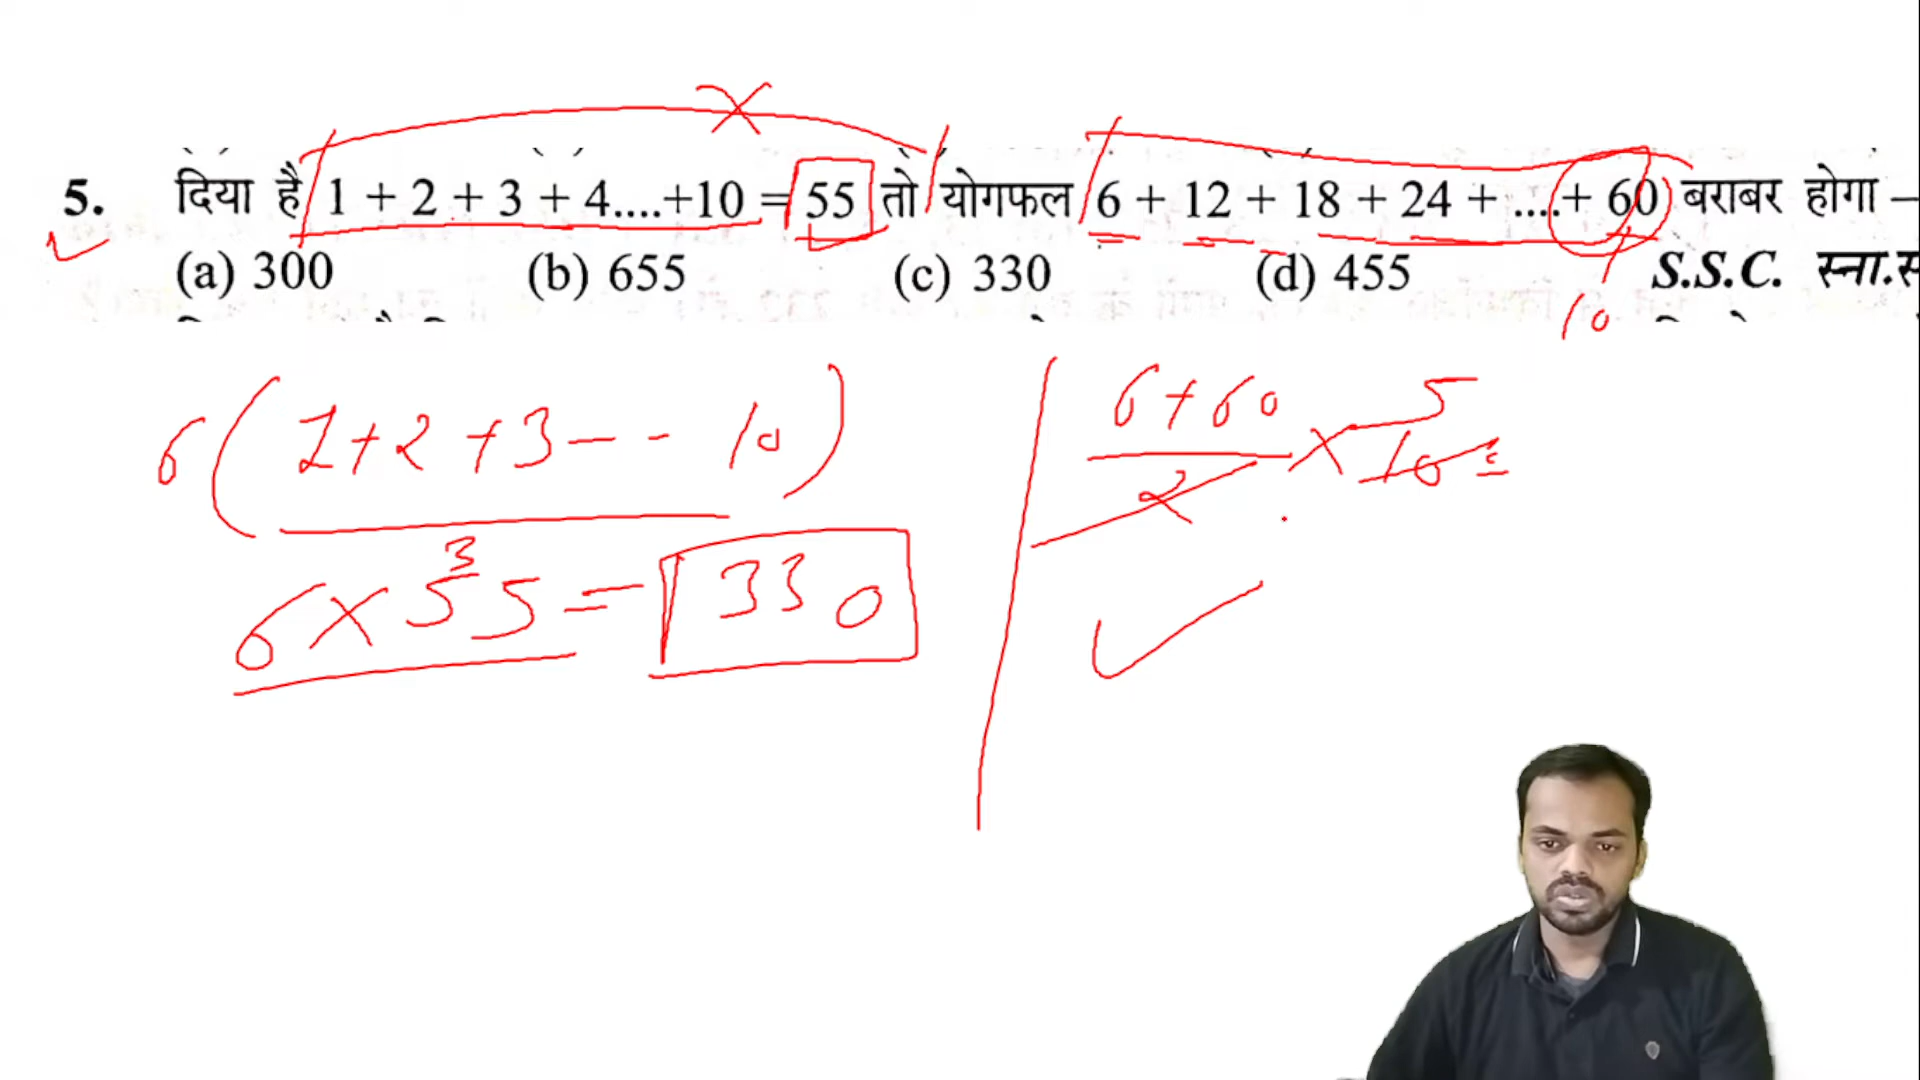 5. दिया है 1 + 2 + 3 + 4....+10 = 55 तो योगफल 6 + 12 + 18 + 24 + ....+ 60 बराबर होगा –
(a) 300 (b) 655 (c) 330 (d) 455 S.S.C. स्ना.स
10
6 ( 1+2+3-- 10 )
6 × 55 = 330
3
6+60
2
× 10 =
5